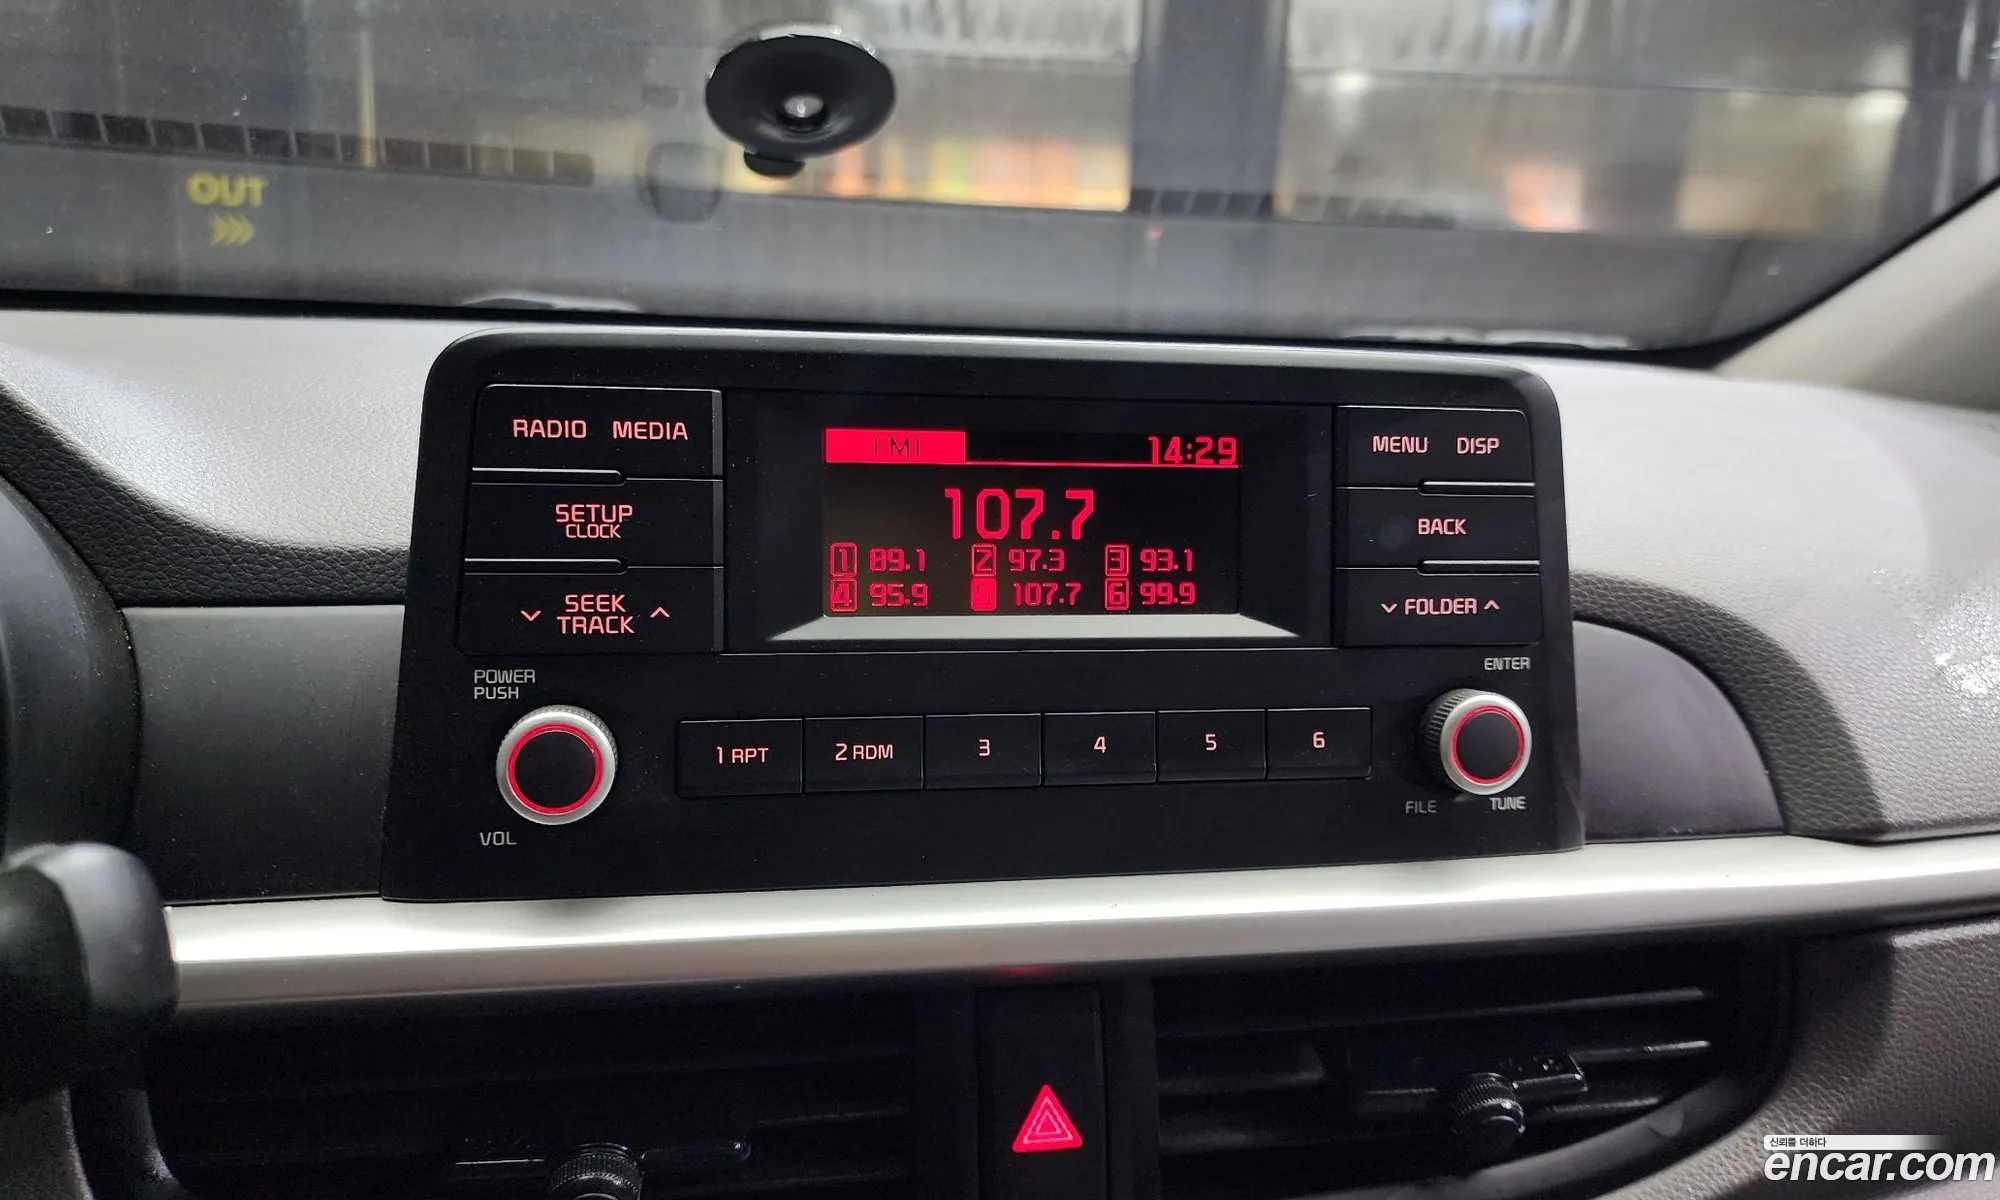 OUT
RADIO MEDIA
SETUP
CLOCK
SEEK
TRACK
FM1 14:29
107.7
1 89.1 2 97.3 3 93.1
4 95.9 5 107.7 6 99.9
MENU DISP
BACK
FOLDER
POWER
PUSH
VOL
1 RPT 2 RDM 3 4 5 6
ENTER
FILE TUNE
신뢰를 더하다
encar.com